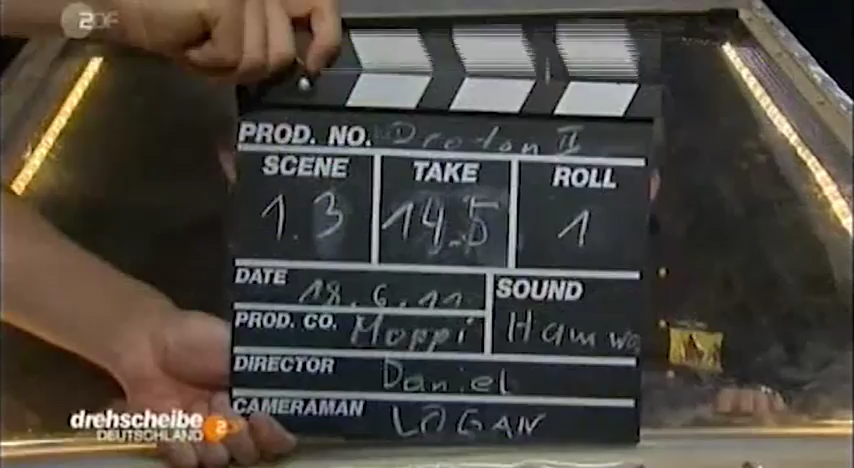 ZDF
PROD. NO. Droton II
SCENE TAKE ROLL
1.3 14.5 1
DATE 18.6.11 SOUND
PROD. CO. Moppi
DIRECTOR Daniel
CAMERAMAN LOGAN
drehscheibe
DEUTSCHLAND